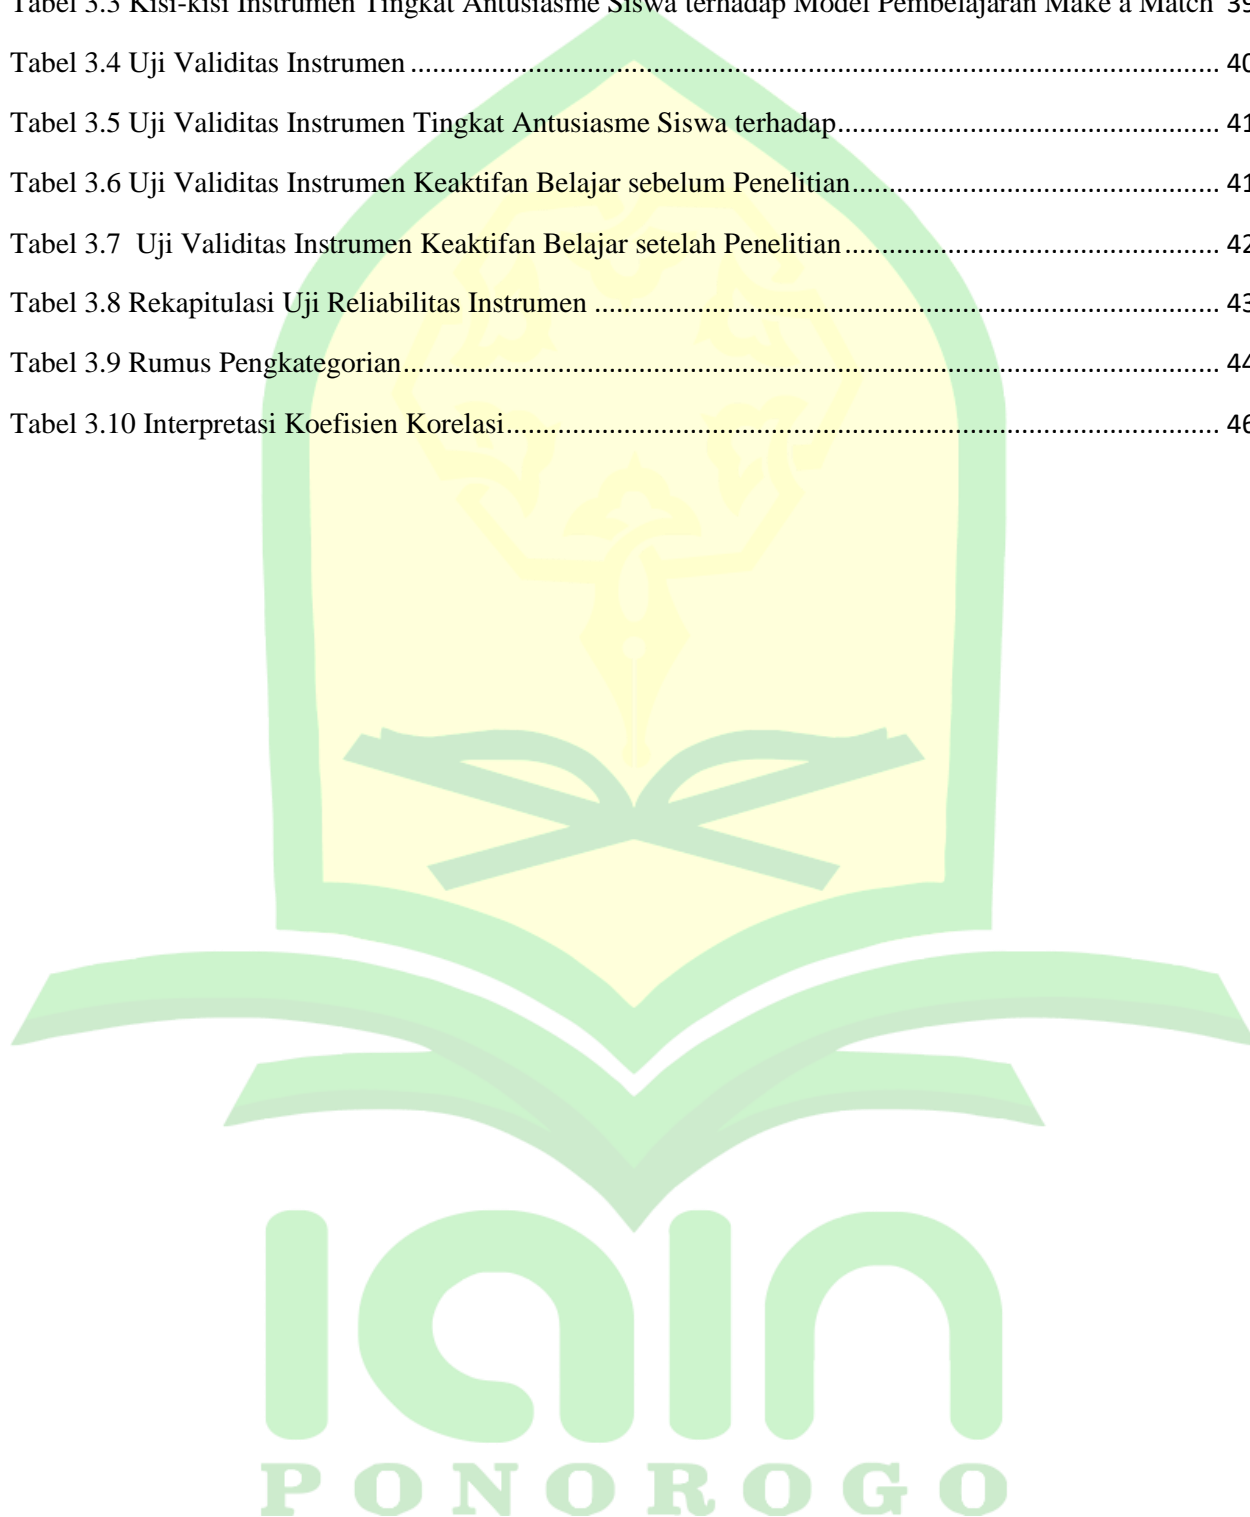 Tabel 3.3 Kisi-kisi Instrumen Tingkat Antusiasme Siswa terhadap Model Pembelajaran Make a Match 39
Tabel 3.4 Uji Validitas Instrumen ........................................................................................................ 40
Tabel 3.5 Uji Validitas Instrumen Tingkat Antusiasme Siswa terhadap................................................. 41
Tabel 3.6 Uji Validitas Instrumen Keaktifan Belajar sebelum Penelitian............................................... 41
Tabel 3.7  Uji Validitas Instrumen Keaktifan Belajar setelah Penelitian ................................................ 42
Tabel 3.8 Rekapitulasi Uji Reliabilitas Instrumen ................................................................................ 43
Tabel 3.9 Rumus Pengkategorian......................................................................................................... 44
Tabel 3.10 Interpretasi Koefisien Korelasi............................................................................................ 46
iain
PONOROGO